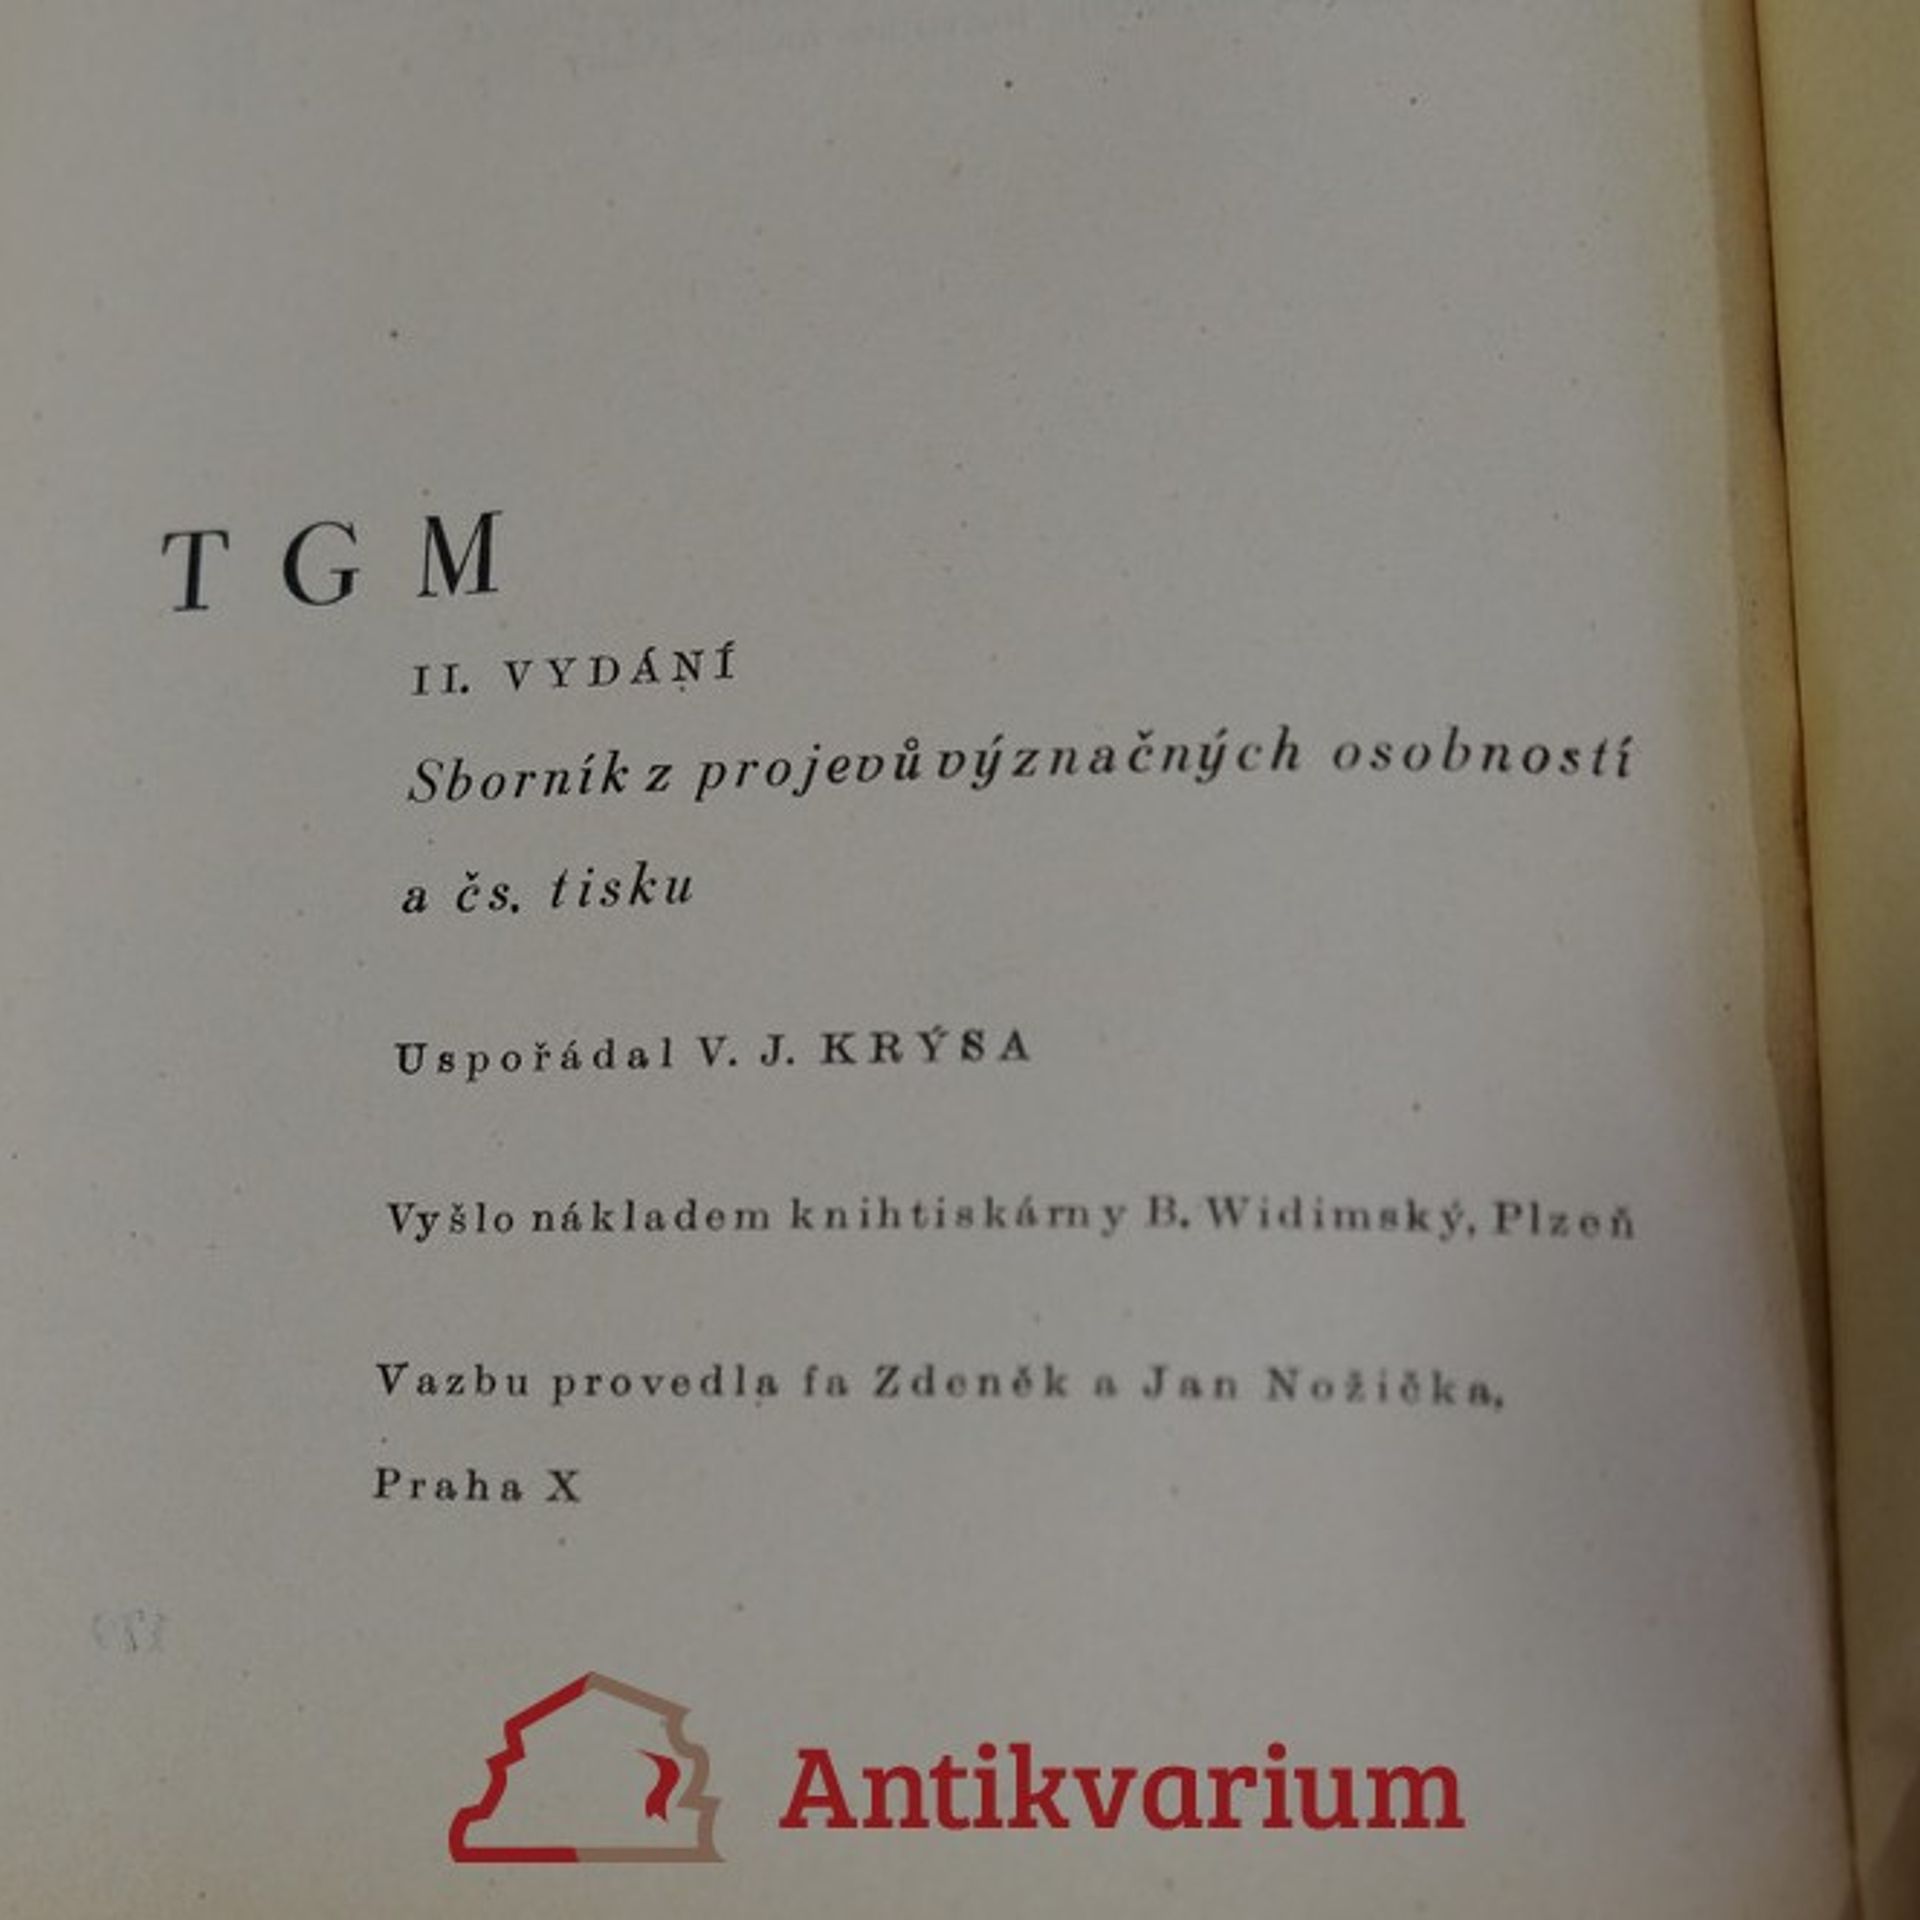 T G M
II. VYDÁNÍ
Sborník z projevů význačných osobností
a čs. tisku
Uspořádal V. J. KRÝSA
Vyšlo nákladem knihtiskárny B. Widimský, Plzeň
Vazbu provedla fa Zdeněk a Jan Nožička,
Praha X
Antikvarium